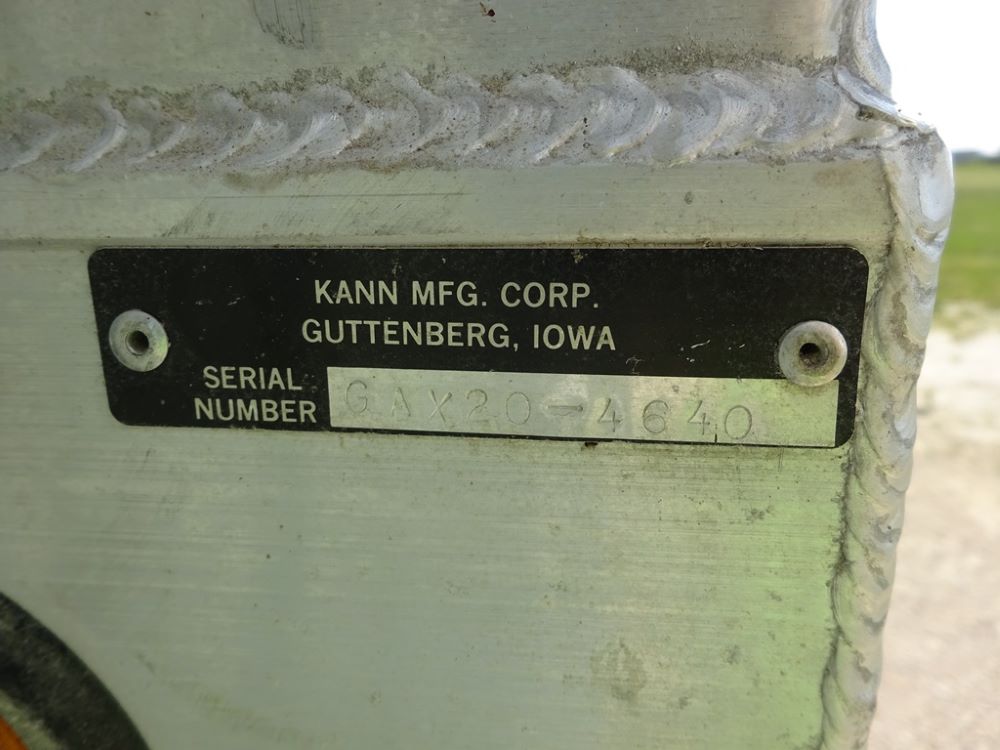 KANN MFG. CORP.
GUTTENBERG, IOWA
SERIAL
NUMBER GAX20-4640